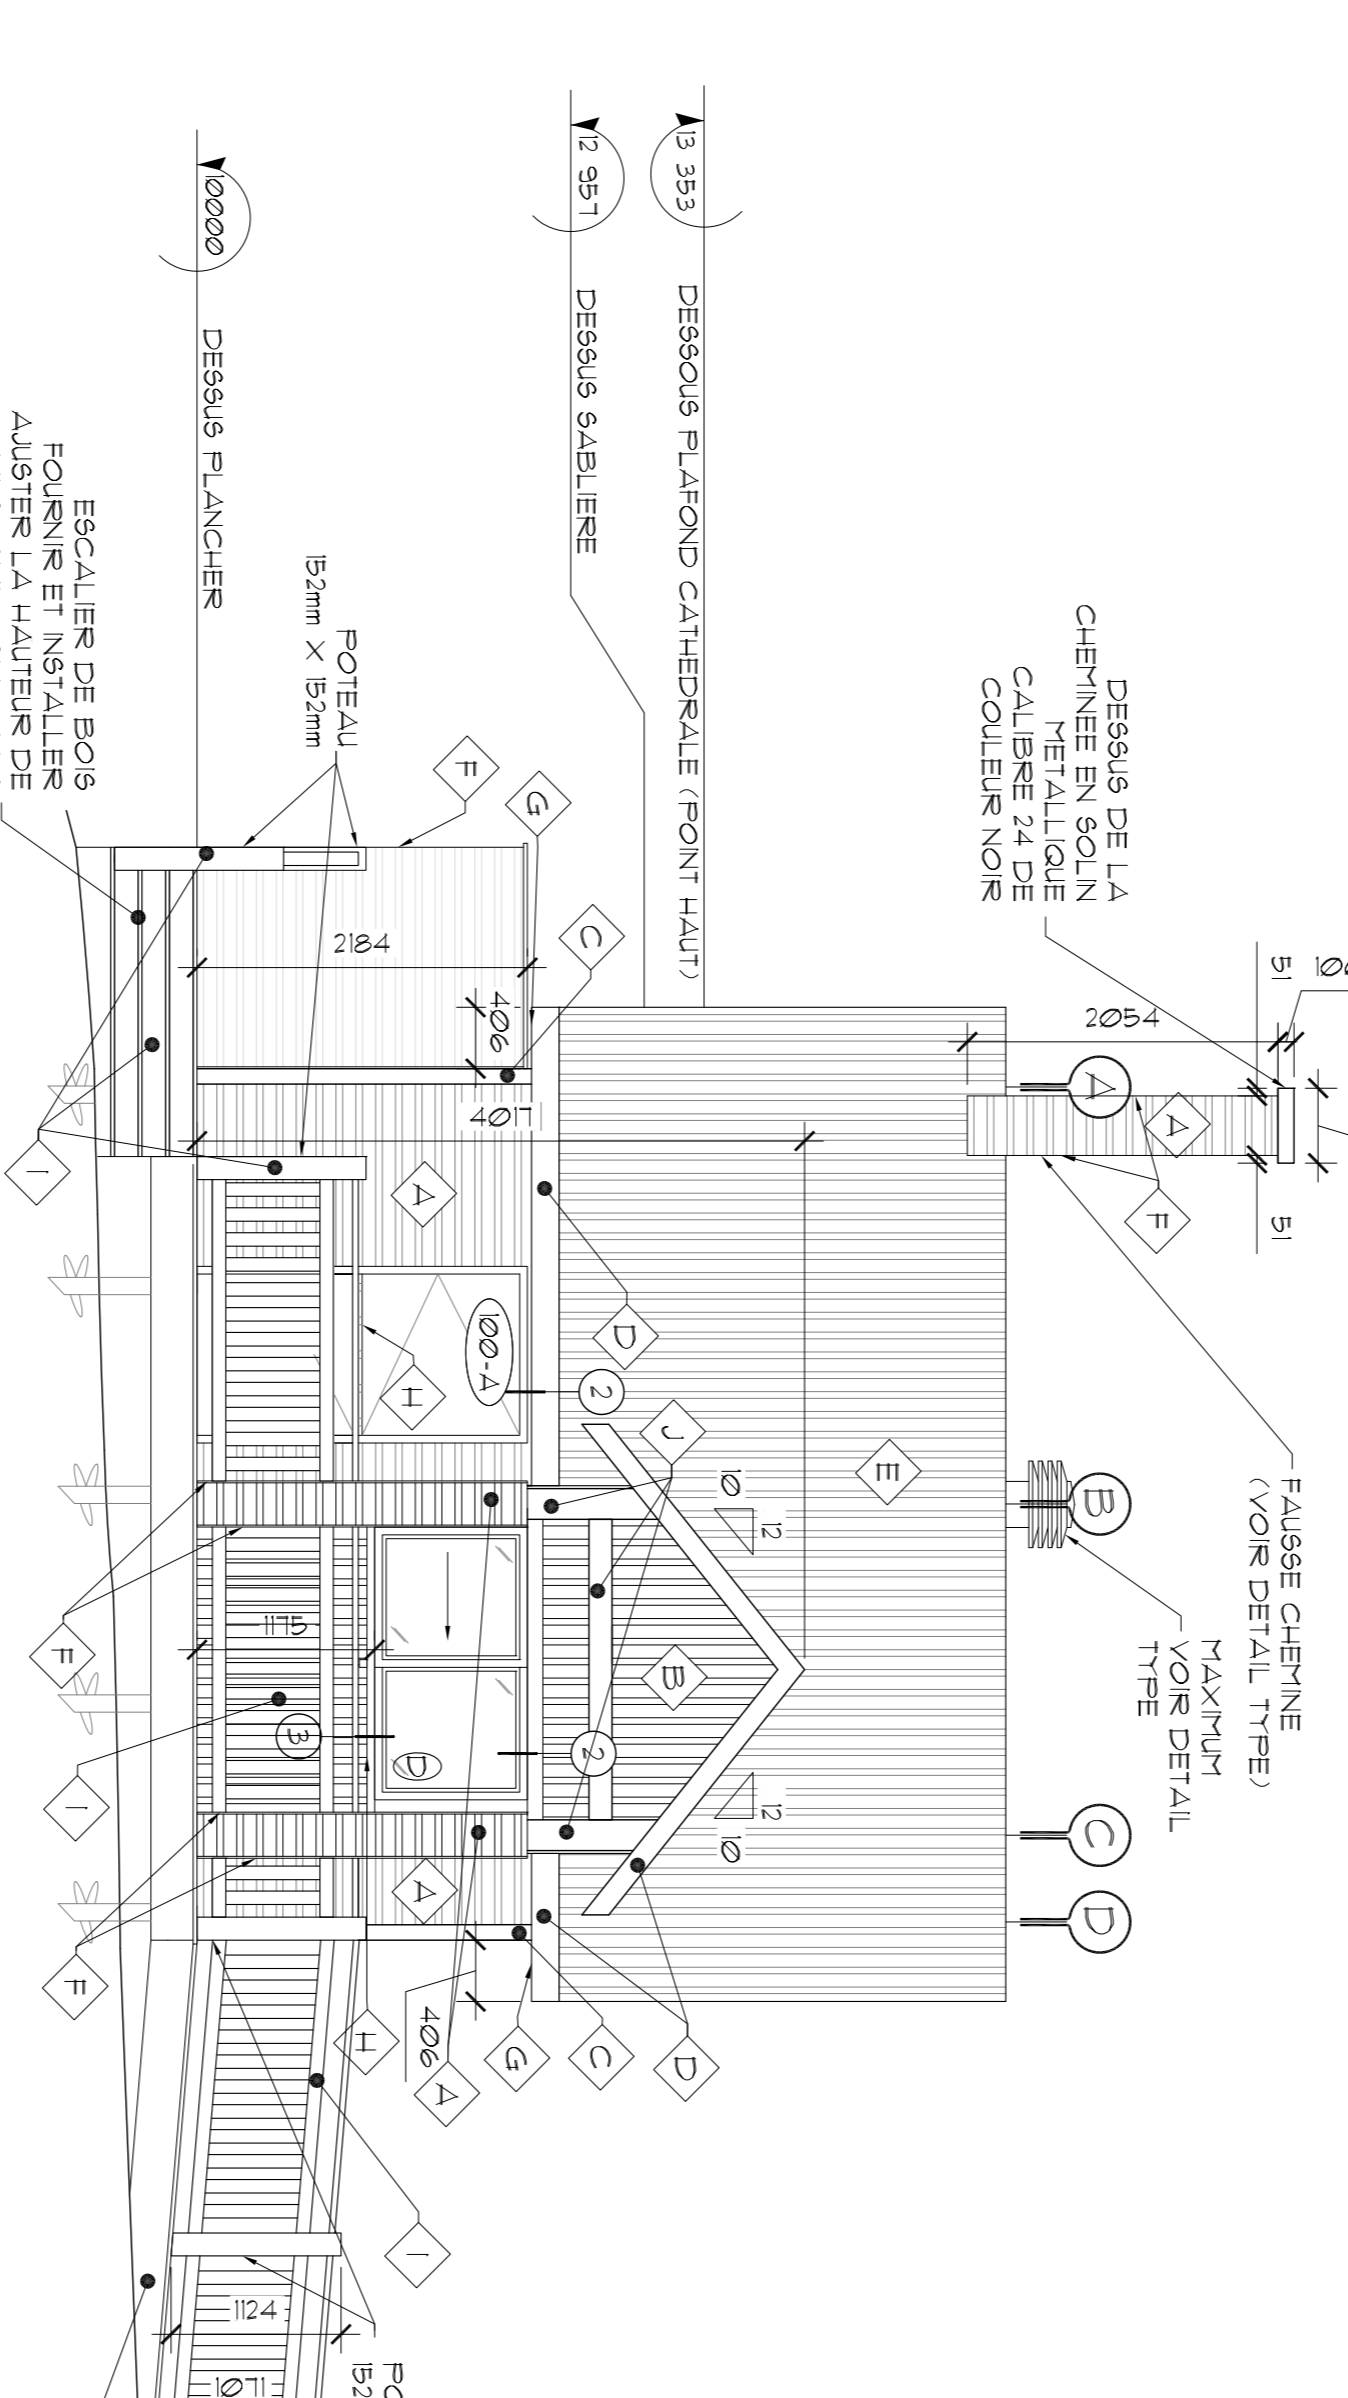 13 353
DESSOUS PLAFOND CATHEDRALE (POINT HAUT)
12 957
DESSUS SABLIERE
10000
DESSUS PLANCHER
DESSUS DE LA
CHEMINEE EN SOLIN
METALLIQUE
CALIBRE 24 DE
COULEUR NOIR
51
51
2054
A
A
F
FAUSSE CHEMINE
(VOIR DETAIL TYPE)
B
MAXIMUM
VOIR DETAIL
TYPE
C
D
E
POTEAU
152mm X 152mm
F
G
C
2184
406
4017
A
D
100-A
H
2
J
10
12
B
12
10
1175
3
D
2
A
406
H
A
G
C
D
ESCALIER DE BOIS
FOURNIR ET INSTALLER
AJUSTER LA HAUTEUR DE
I
F
I
F
I
1124
1071
152